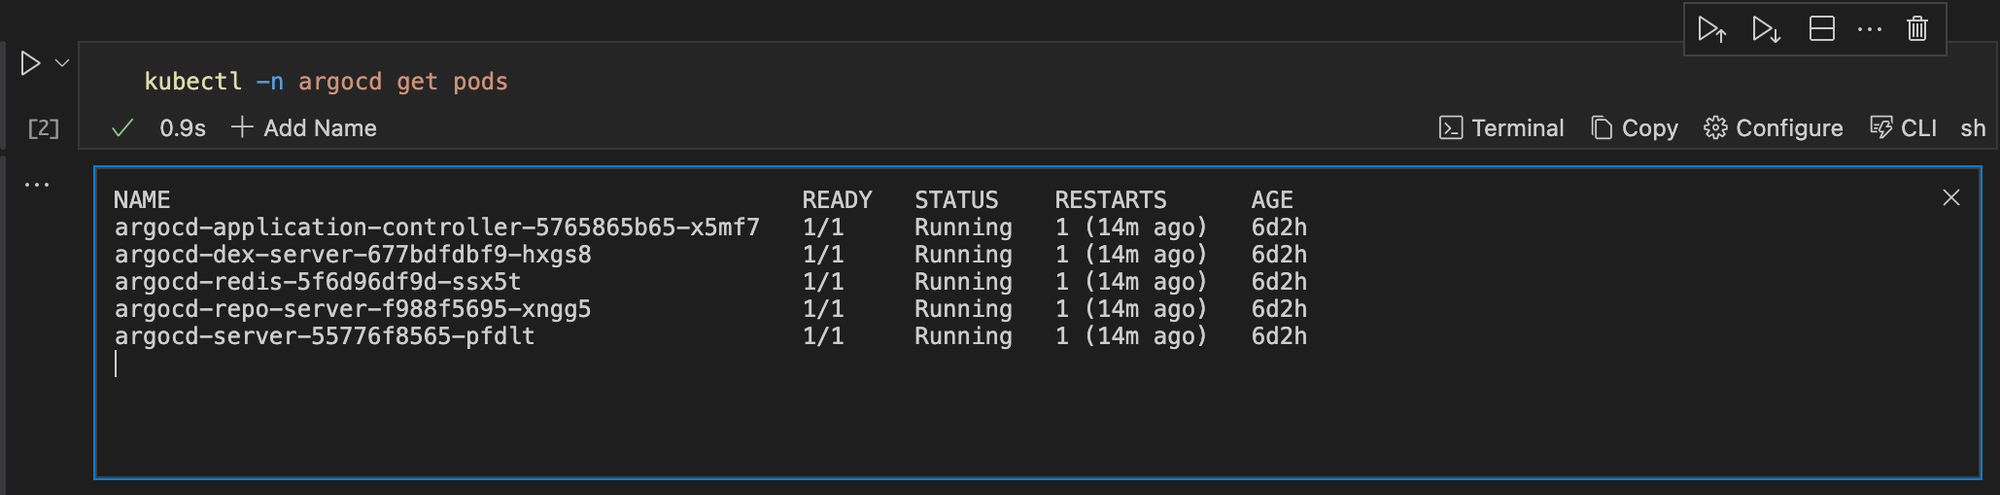 kubectl -n argocd get pods
[2] 0.9s Add Name Terminal Copy Configure CLI sh
NAME READY STATUS RESTARTS AGE
argocd-application-controller-5765865b65-x5mf7 1/1 Running 1 (14m ago) 6d2h
argocd-dex-server-677bdfdbf9-hxgs8 1/1 Running 1 (14m ago) 6d2h
argocd-redis-5f6d96df9d-ssx5t 1/1 Running 1 (14m ago) 6d2h
argocd-repo-server-f988f5695-xngg5 1/1 Running 1 (14m ago) 6d2h
argocd-server-55776f8565-pfdlt 1/1 Running 1 (14m ago) 6d2h